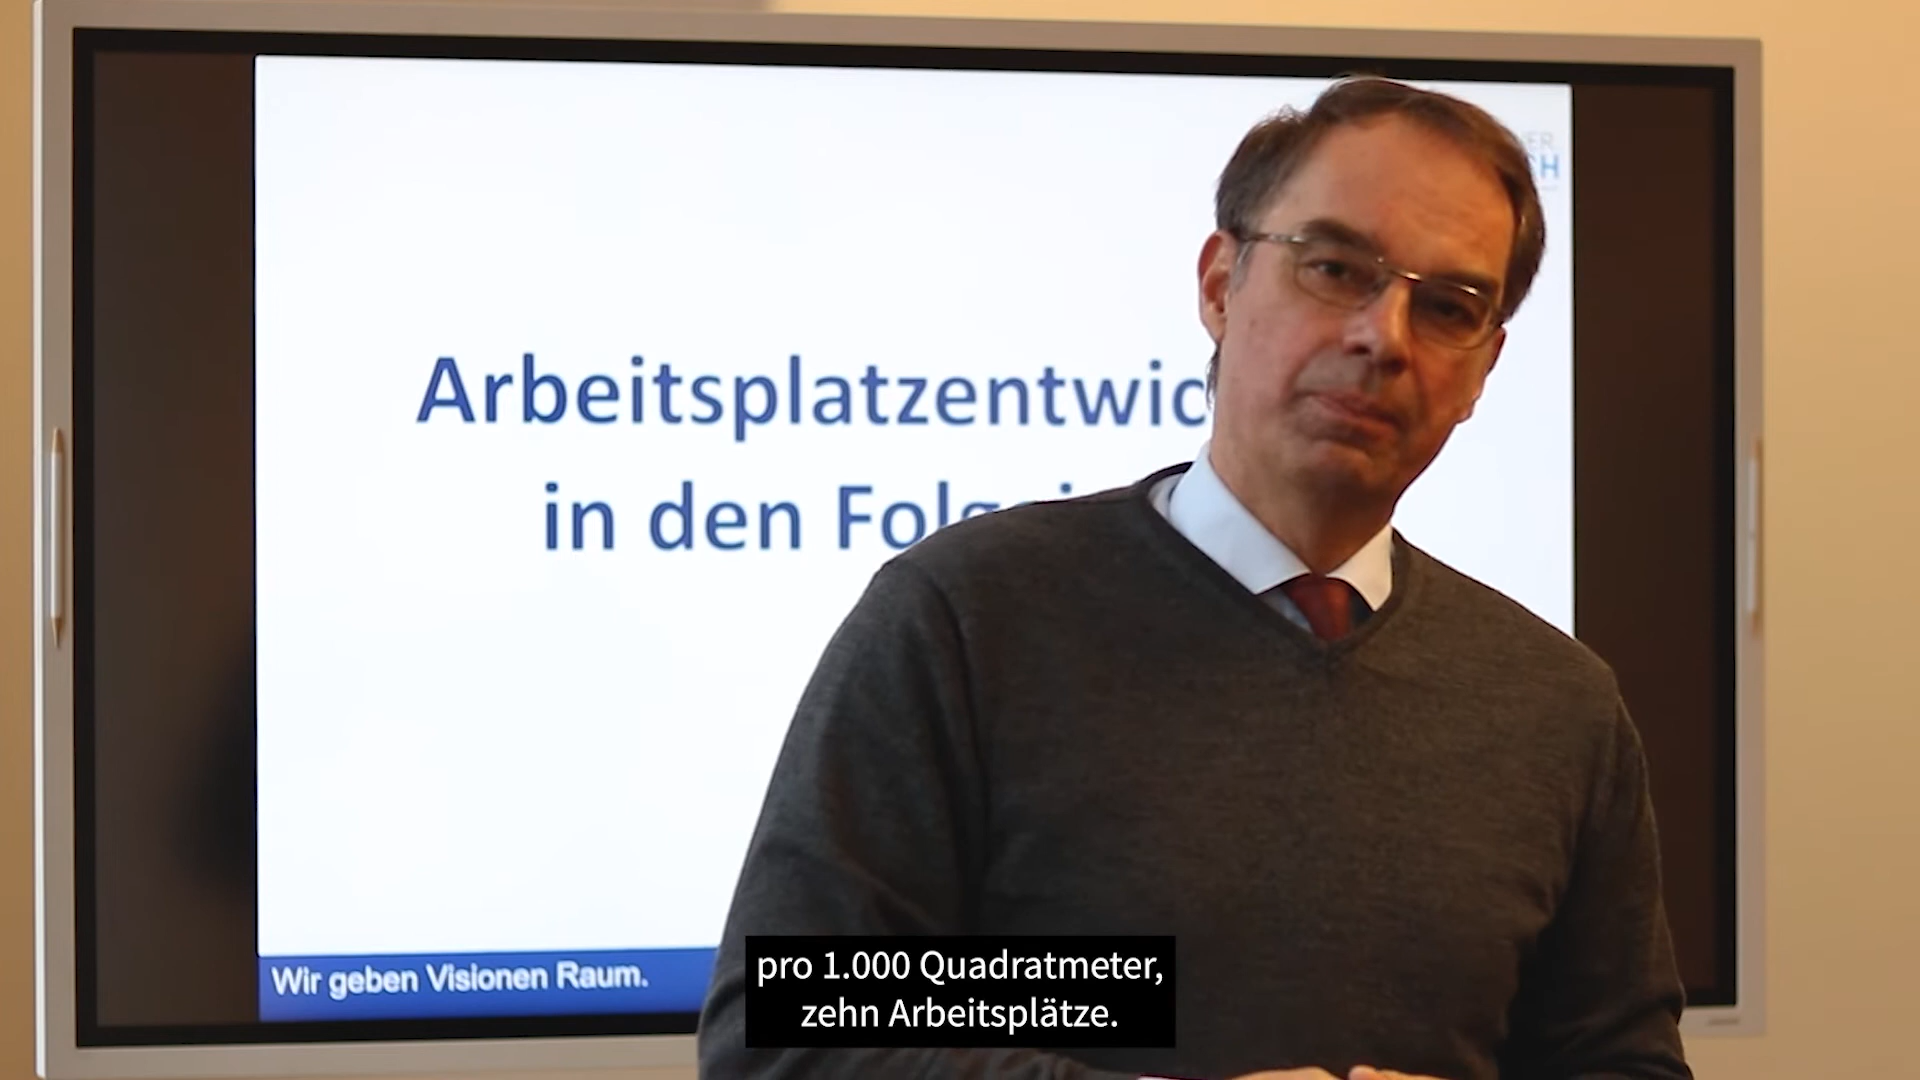 Arbeitsplatzentwic
in den Folg
Wir geben Visionen Raum.
pro 1.000 Quadratmeter,
zehn Arbeitsplätze.